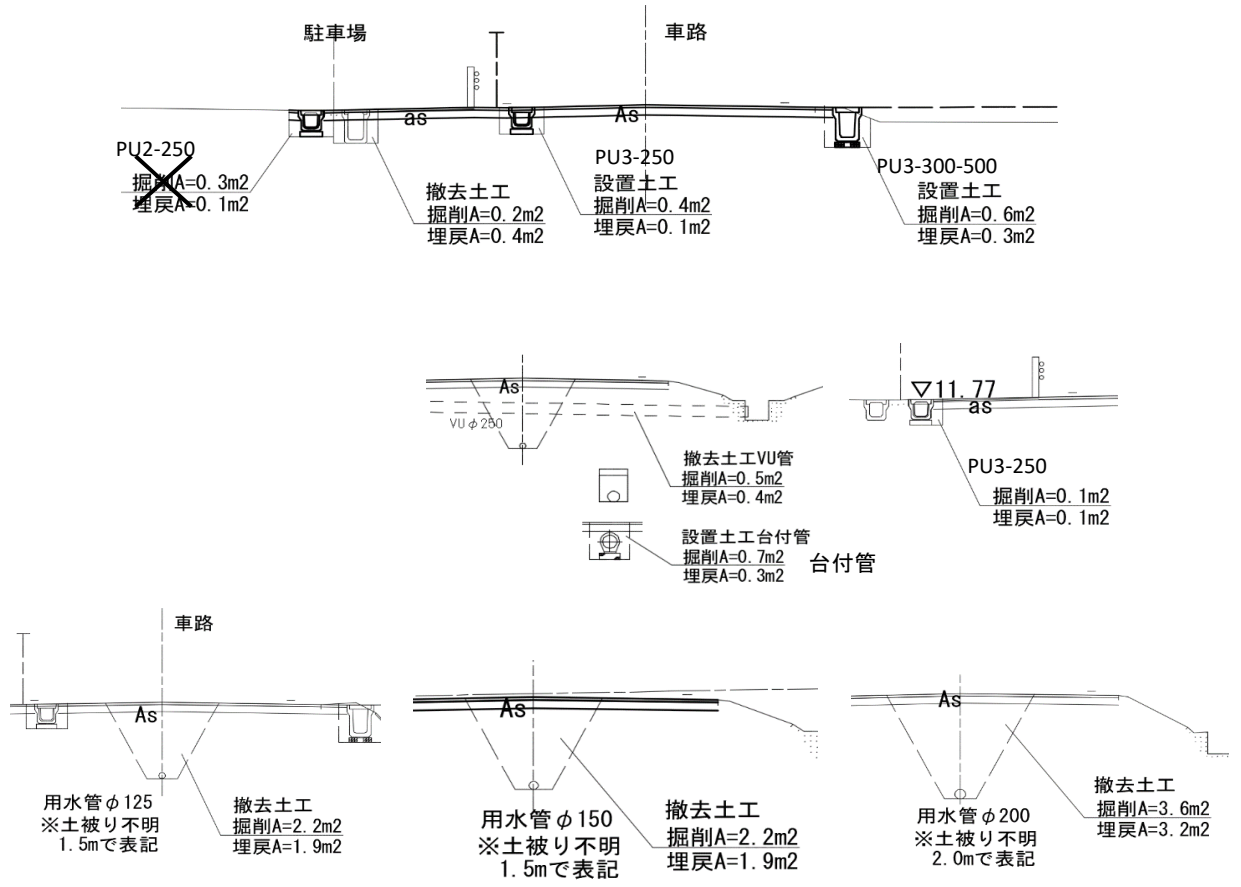 駐車場
車路
as
As
PU2-250
掘削A=0.3m2
埋戻A=0.1m2
撤去土工
掘削A=0.2m2
埋戻A=0.4m2
PU3-250
設置土工
掘削A=0.4m2
埋戻A=0.1m2
PU3-300-500
設置土工
掘削A=0.6m2
埋戻A=0.3m2
As
VUφ250
撤去土工VU管
掘削A=0.5m2
埋戻A=0.4m2
設置土工台付管
掘削A=0.7m2
埋戻A=0.3m2
台付管
▽11.77
as
PU3-250
掘削A=0.1m2
埋戻A=0.1m2
車路
As
用水管φ125
※土被り不明
1.5mで表記
撤去土工
掘削A=2.2m2
埋戻A=1.9m2
As
用水管φ150
※土被り不明
1.5mで表記
撤去土工
掘削A=2.2m2
埋戻A=1.9m2
As
用水管φ200
※土被り不明
2.0mで表記
撤去土工
掘削A=3.6m2
埋戻A=3.2m2